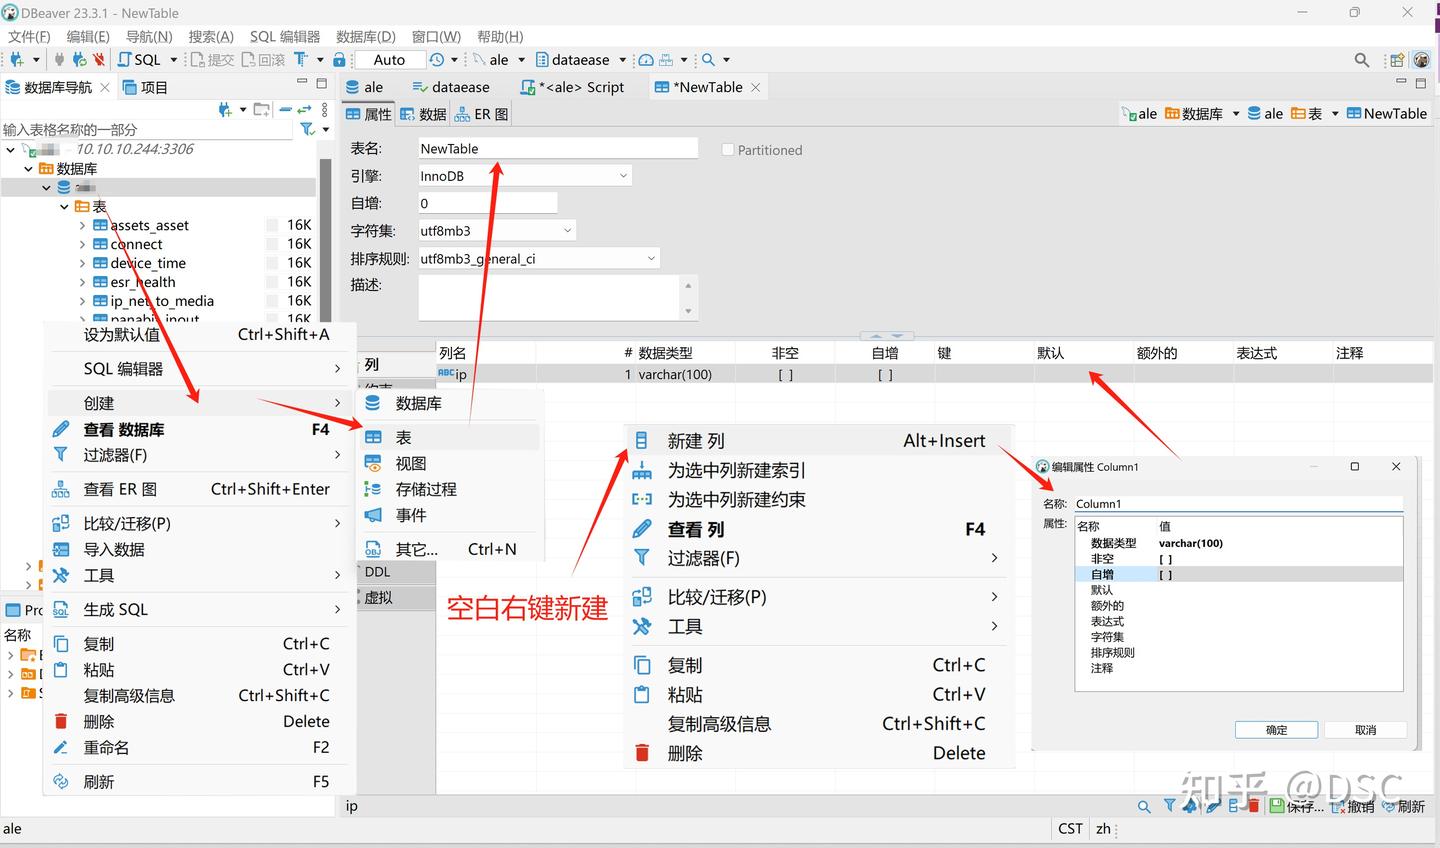 DBeaver 23.3.1 - NewTable
文件(F) 编辑(E) 导航(N) 搜索(A) SQL 编辑器 数据库(D) 窗口(W) 帮助(H)
SQL 提交 回滚 T Auto ale dataease
数据库导航 项目
ale dataease *<ale> Script *NewTable
输入表格名称的一部分
属性 数据 ER 图
ale 数据库 ale 表 NewTable
10.10.10.244:3306
数据库
表
assets_asset 16K
connect 16K
device_time 16K
esr_health 16K
ip_net_to_media 16K
panabit_inout 16K
表名: NewTable Partitioned
引擎: InnoDB
自增: 0
字符集: utf8mb3
排序规则: utf8mb3_general_ci
描述:
列
约束
DDL
虚拟
列名 # 数据类型 非空 自增 键 默认 额外的 表达式 注释
ABC ip 1 varchar(100) [ ] [ ]
设为默认值 Ctrl+Shift+A
SQL 编辑器
创建
查看 数据库 F4
过滤器(F)
查看 ER 图 Ctrl+Shift+Enter
比较/迁移(P)
导入数据
工具
生成 SQL
复制 Ctrl+C
粘贴 Ctrl+V
复制高级信息 Ctrl+Shift+C
删除 Delete
重命名 F2
刷新 F5
Pro
名称
数据库
表
视图
存储过程
事件
其它... Ctrl+N
空白右键新建
新建 列 Alt+Insert
为选中列新建索引
为选中列新建约束
查看 列 F4
过滤器(F)
比较/迁移(P)
工具
复制 Ctrl+C
粘贴 Ctrl+V
复制高级信息 Ctrl+Shift+C
删除 Delete
编辑属性 Column1
名称: Column1
属性: 名称 值
数据类型 varchar(100)
非空 [ ]
自增 [ ]
默认
额外的
表达式
字符集
排序规则
注释
确定 取消
知乎 @DSC
ip
保存... 撤销 刷新
ale CST zh